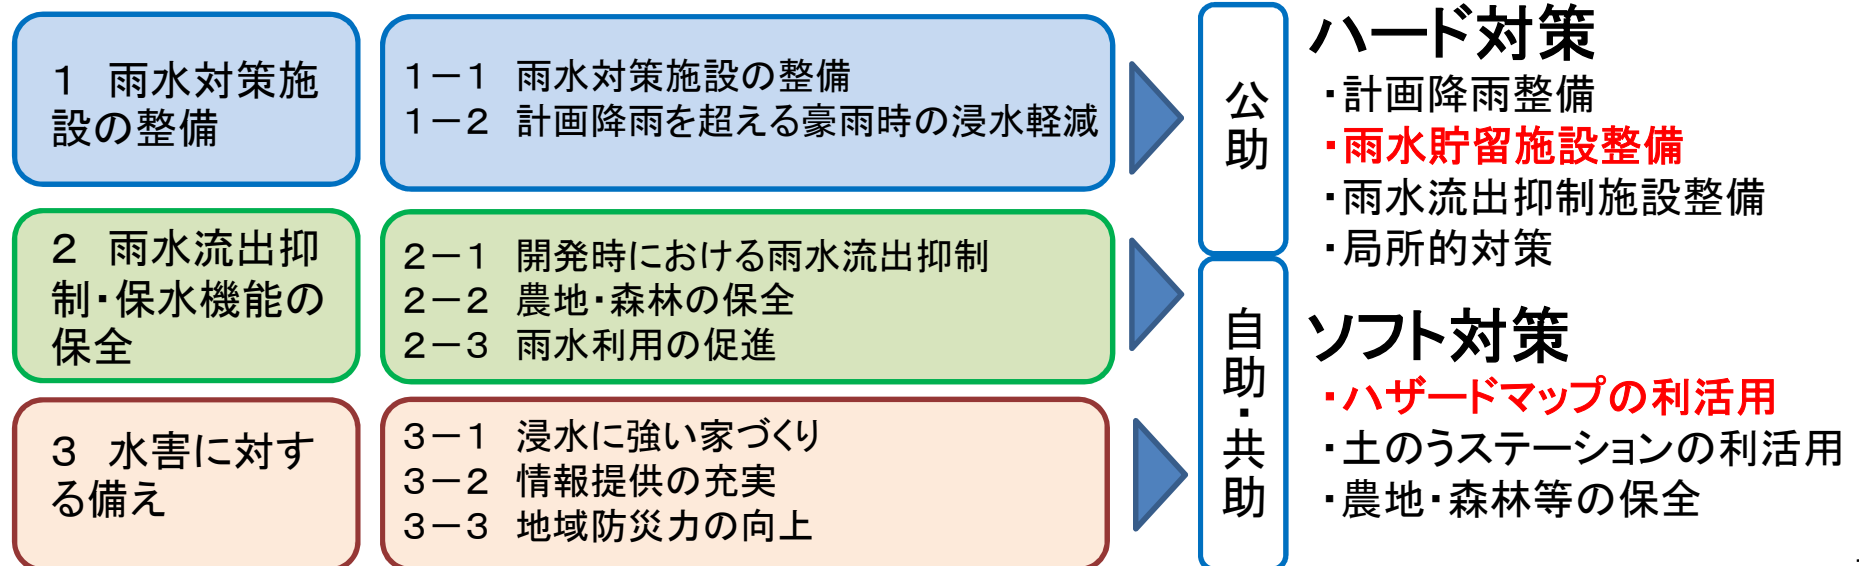 1　雨水対策施
設の整備
1－1　雨水対策施設の整備
1－2　計画降雨を超える豪雨時の浸水軽減
2　雨水流出抑
制・保水機能の
保全
2－1　開発時における雨水流出抑制
2－2　農地・森林の保全
2－3　雨水利用の促進
3　水害に対す
る備え
3－1　浸水に強い家づくり
3－2　情報提供の充実
3－3　地域防災力の向上
公助
自助・共助
ハード対策
・計画降雨整備
・雨水貯留施設整備
・雨水流出抑制施設整備
・局所的対策
ソフト対策
・ハザードマップの利活用
・土のうステーションの利活用
・農地・森林等の保全